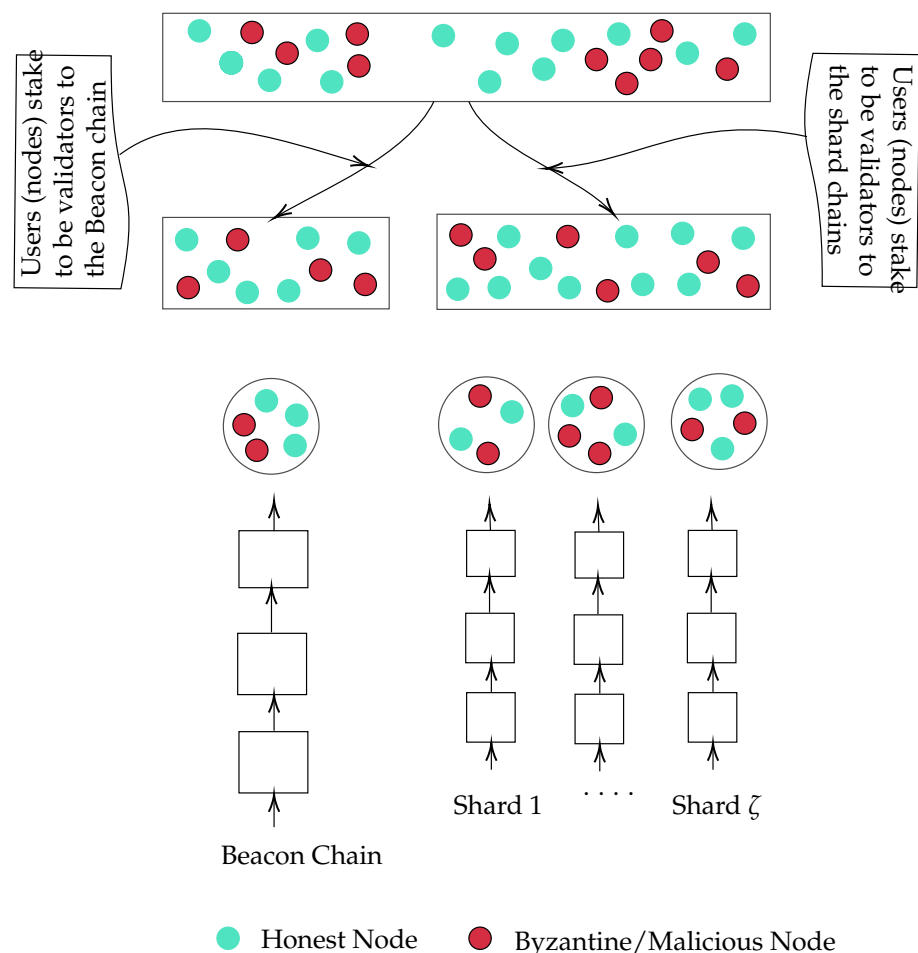 Users (nodes) stake
to be validators to
the Beacon chain
Users (nodes) stake
to be validators to
the shard chains
Shard 1
. . . .
Shard ζ
Beacon Chain
Honest Node
Byzantine/Malicious Node